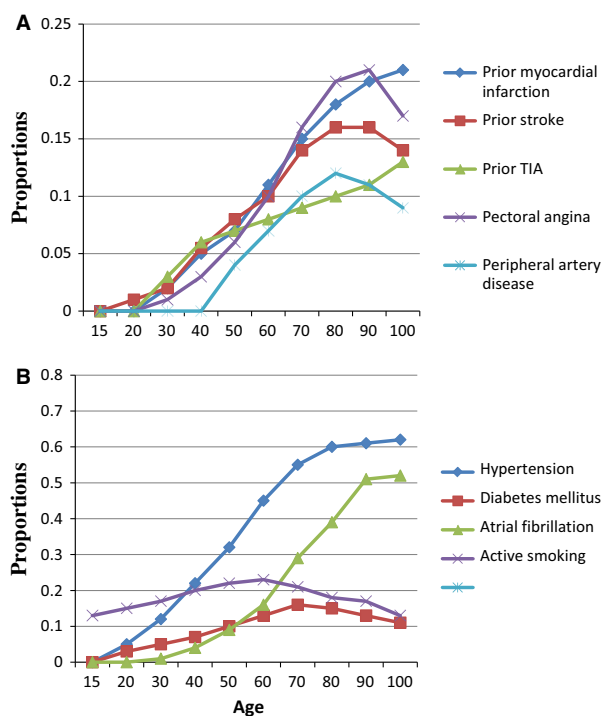 A
Proportions
0.25
0.2
0.15
0.1
0.05
0
15 20 30 40 50 60 70 80 90 100
Prior myocardial
infarction
Prior stroke
Prior TIA
Pectoral angina
Peripheral artery
disease
B
Proportions
0.8
0.7
0.6
0.5
0.4
0.3
0.2
0.1
0
15 20 30 40 50 60 70 80 90 100
Age
Hypertension
Diabetes mellitus
Atrial fibrillation
Active smoking